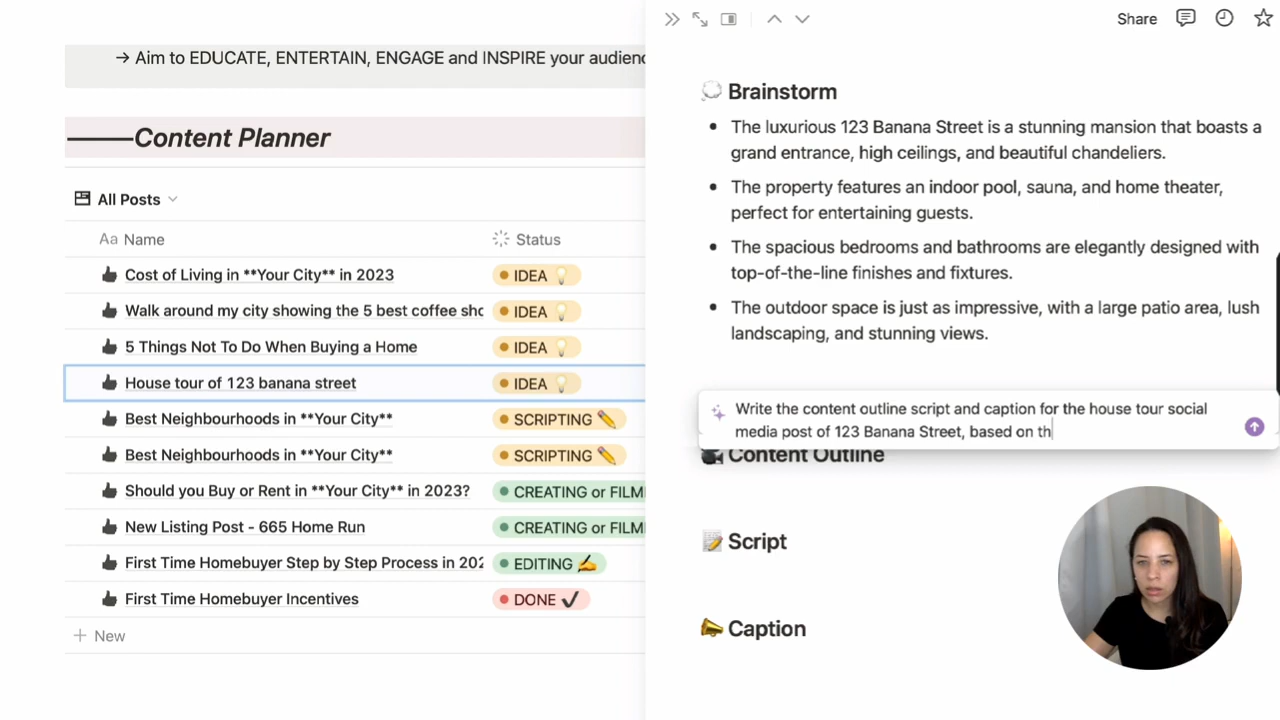 → Aim to EDUCATE, ENTERTAIN, ENGAGE and INSPIRE your
———Content Planner
All Posts
Aa Name
Status
Cost of Living in **Your City** in 2023
IDEA 💡
Walk around my city showing the 5 best coffee
IDEA 💡
5 Things Not To Do When Buying a Home
IDEA 💡
House tour of 123 banana street
IDEA 💡
Best Neighbourhoods in **Your City**
SCRIPTING ✏️
Best Neighbourhoods in **Your City**
SCRIPTING ✏️
Should you Buy or Rent in **Your City** in 2023?
CREATING or
New Listing Post - 665 Home Run
CREATING or
First Time Homebuyer Step by Step Process in
EDITING ✍️
First Time Homebuyer Incentives
DONE ✔
+ New
Share
Brainstorm
• The luxurious 123 Banana Street is a stunning mansion that boasts a
grand entrance, high ceilings, and beautiful chandeliers.
• The property features an indoor pool, sauna, and home theater,
perfect for entertaining guests.
• The spacious bedrooms and bathrooms are elegantly designed with
top-of-the-line finishes and fixtures.
• The outdoor space is just as impressive, with a large patio area, lush
landscaping, and stunning views.
Write the content outline script and caption for the house tour social
media post of 123 Banana Street, based on th
Content Outline
Script
Caption